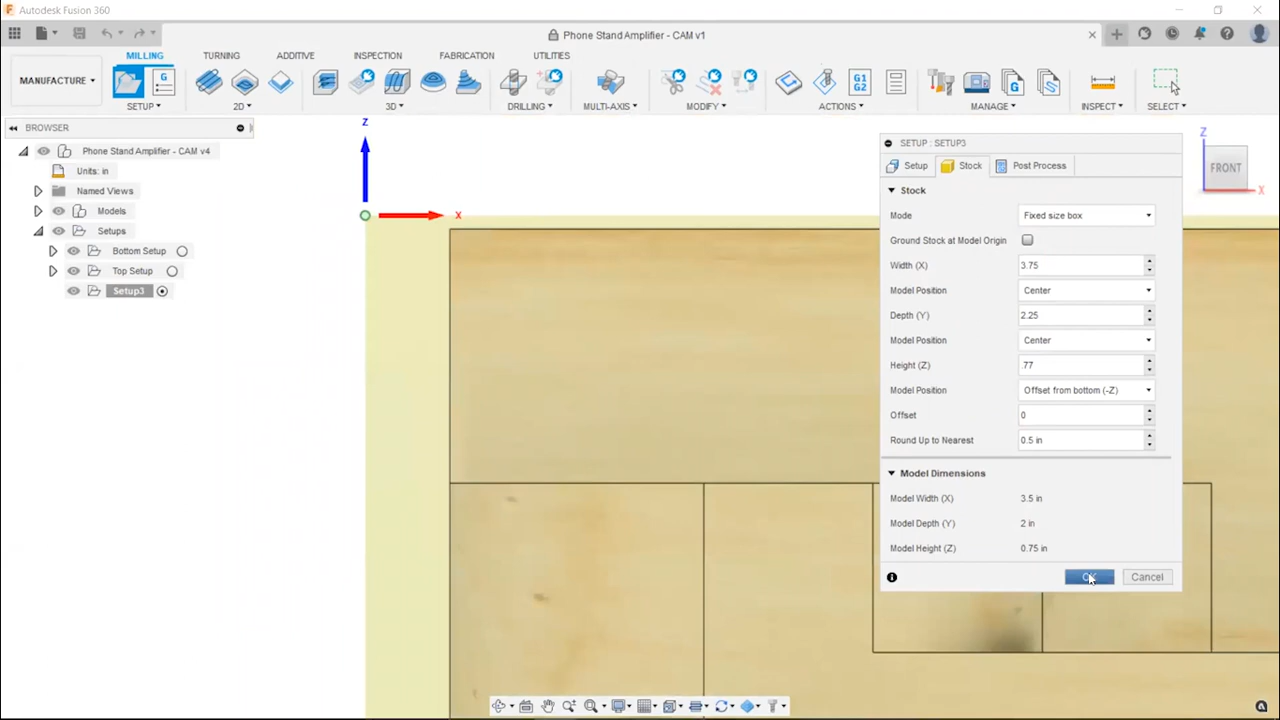 Autodesk Fusion 360
Phone Stand Amplifier - CAM v1
MILLING TURNING ADDITIVE INSPECTION FABRICATION UTILITIES
MANUFACTURE
G
G1 G2
G
SETUP 2D 3D DRILLING MULTI-AXIS MODIFY ACTIONS MANAGE INSPECT SELECT
BROWSER
Phone Stand Amplifier - CAM v4
Units: in
Named Views
Models
Setups
Bottom Setup
Top Setup
Setup3
Z
X
Z
FRONT
X
SETUP : SETUP3
Setup Stock Post Process
Stock
Mode Fixed size box
Ground Stock at Model Origin
Width (X) 3.75
Model Position Center
Depth (Y) 2.25
Model Position Center
Height (Z) .77
Model Position Offset from bottom (-Z)
Offset 0
Round Up to Nearest 0.5 in
Model Dimensions
Model Width (X) 3.5 in
Model Depth (Y) 2 in
Model Height (Z) 0.75 in
OK Cancel